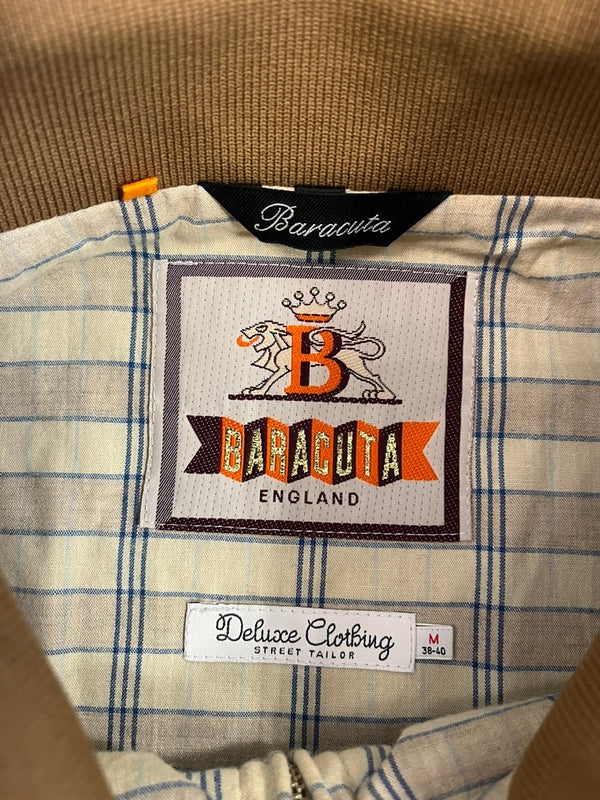 Baracuta
B
BARACUTA
ENGLAND
Deluxe Clothing
STREET TAILOR
M
38-40